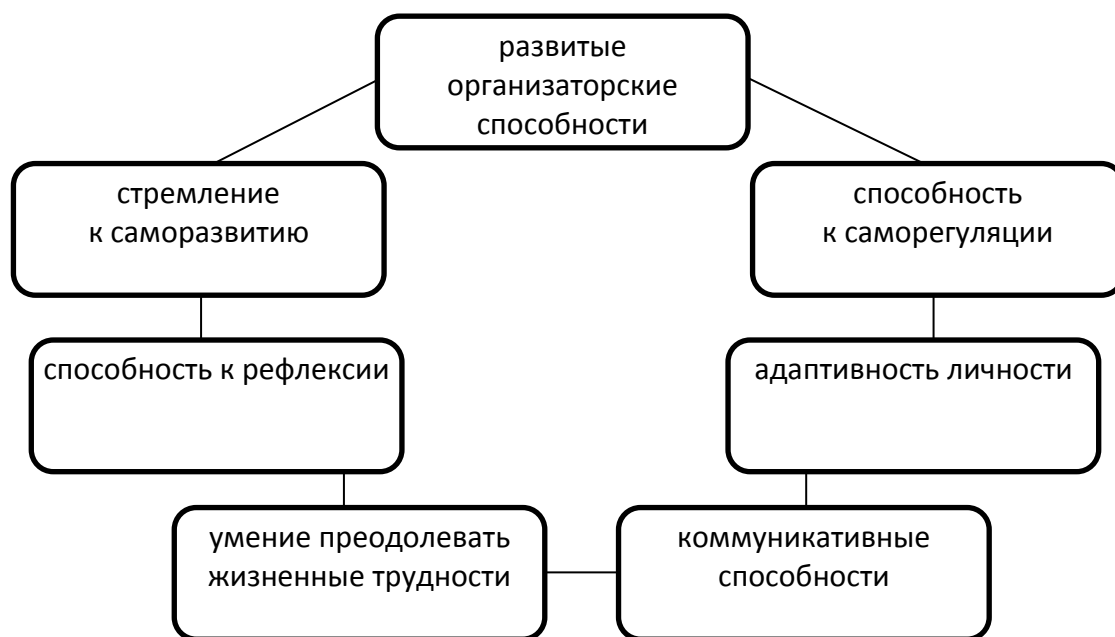 развитые
организаторские
способности
стремление
к саморазвитию
способность
к саморегуляции
способность к рефлексии
адаптивность личности
умение преодолевать
жизненные трудности
коммуникативные
способности